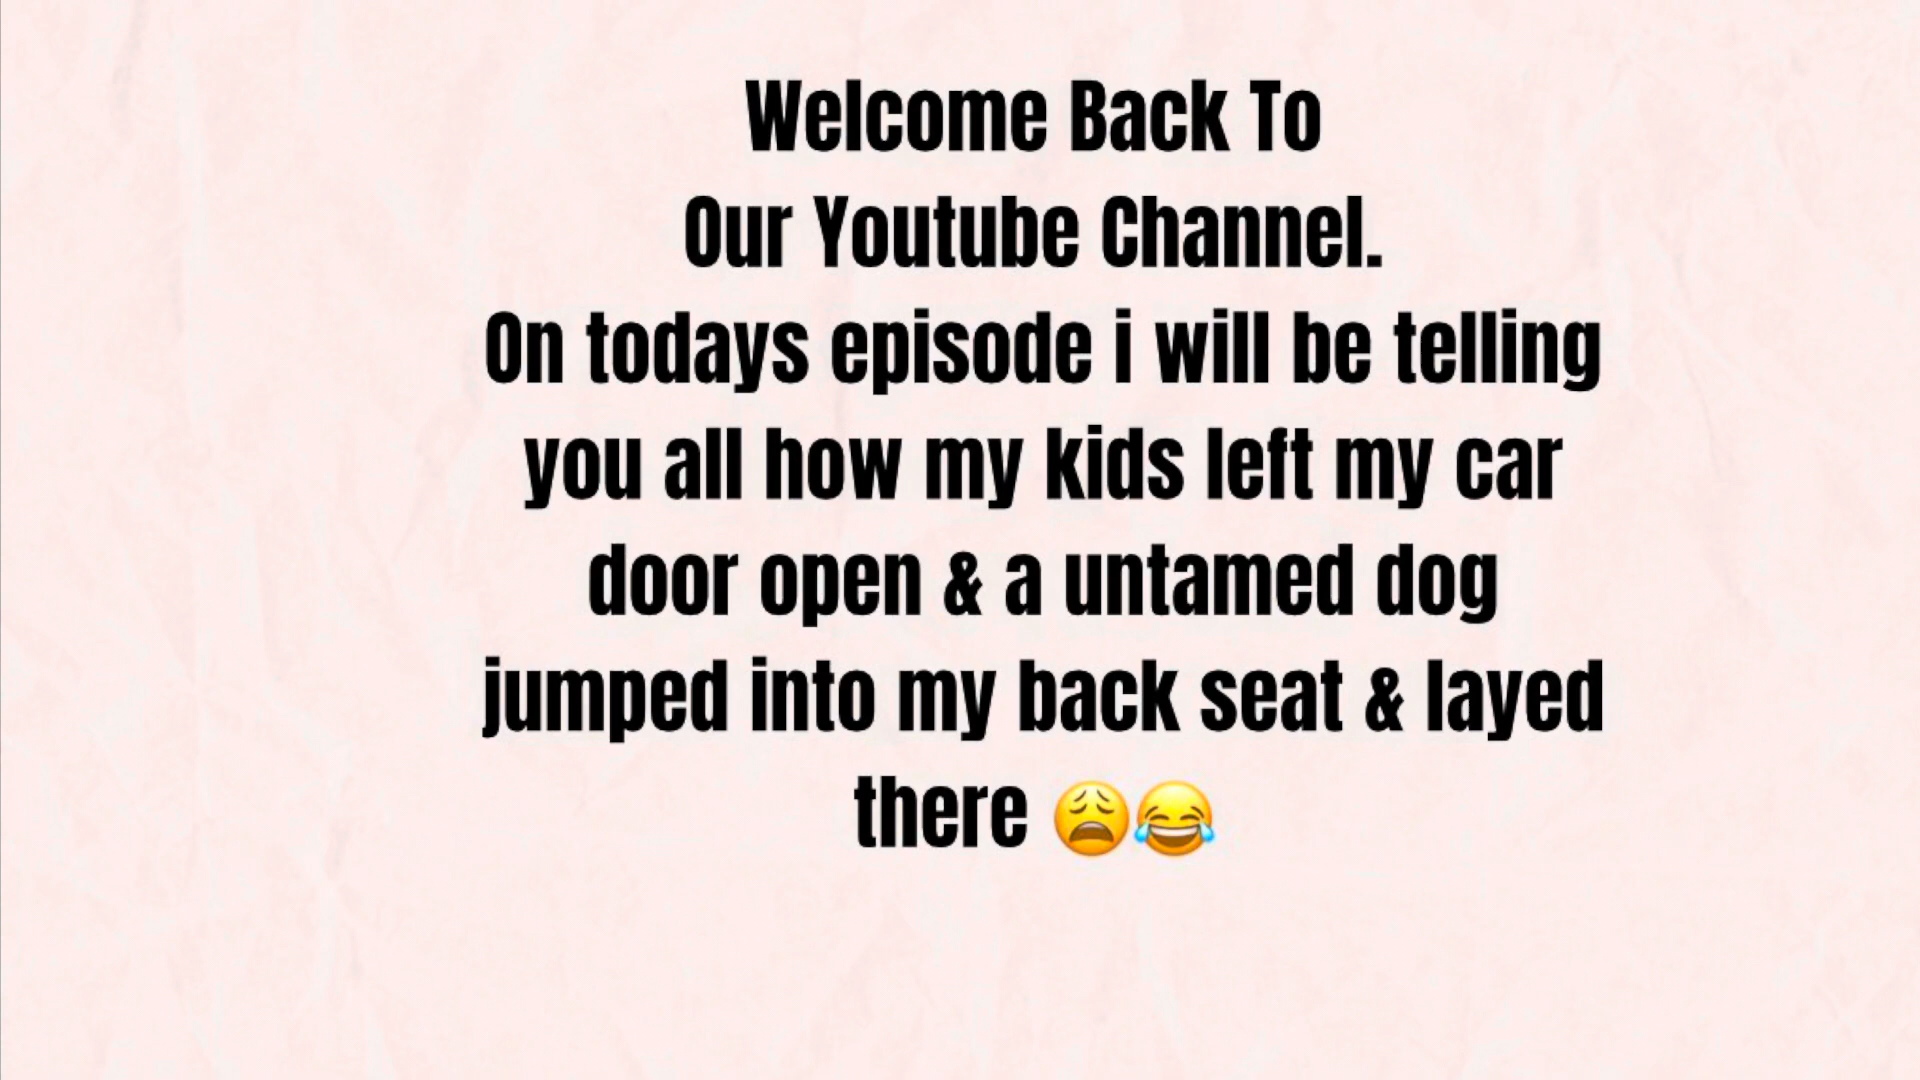 Welcome Back To
Our Youtube Channel.
On todays episode i will be telling
you all how my kids left my car
door open & a untamed dog
jumped into my back seat & layed
there 😩😂